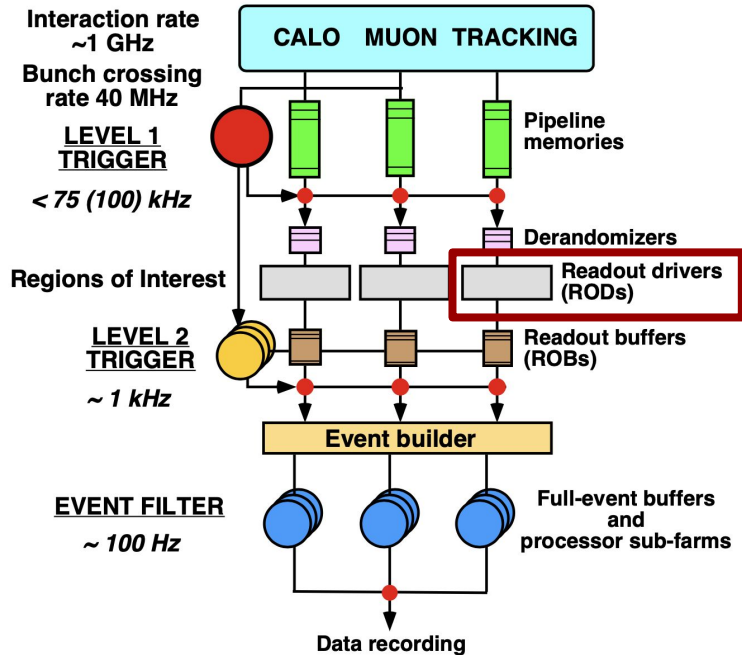 Interaction rate
~1 GHz
CALO MUON TRACKING
Bunch crossing
rate 40 MHz
LEVEL 1
TRIGGER
< 75 (100) kHz
Pipeline
memories
Derandomizers
Regions of Interest
Readout drivers
(RODs)
LEVEL 2
TRIGGER
~ 1 kHz
Readout buffers
(ROBs)
Event builder
EVENT FILTER
~ 100 Hz
Full-event buffers
and
processor sub-farms
Data recording